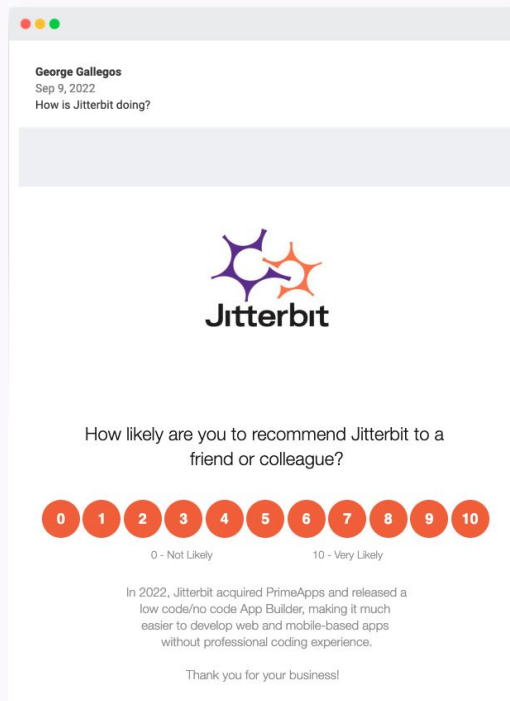 George Gallegos
Sep 9, 2022
How is Jitterbit doing?
Jitterbit
How likely are you to recommend Jitterbit to a
friend or colleague?
0 1 2 3 4 5 6 7 8 9 10
0 - Not Likely 10 - Very Likely
In 2022, Jitterbit acquired PrimeApps and released a
low code/no code App Builder, making it much
easier to develop web and mobile-based apps
without professional coding experience.
Thank you for your business!